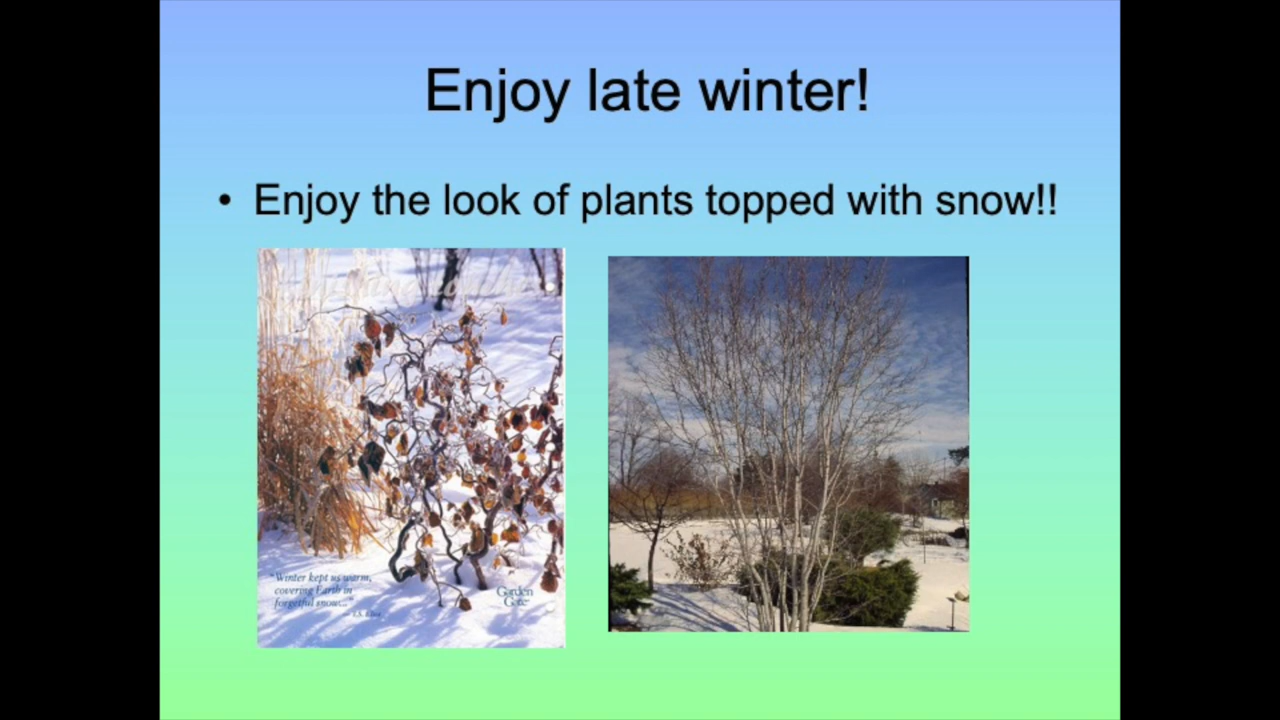 Enjoy late winter!
• Enjoy the look of plants topped with snow!!
"Winter kept us warm,
covering Earth in
forgetful snow..."
Garden
Gate